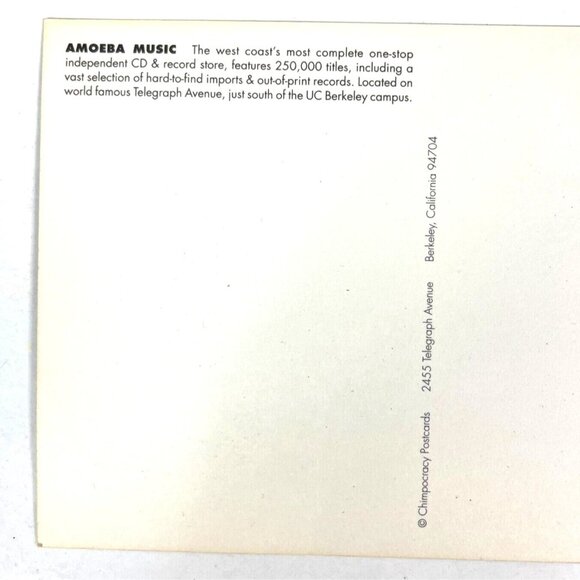 AMOEBA MUSIC The west coast's most complete one-stop
independent CD & record store, features 250,000 titles, including a
vast selection of hard-to-find imports & out-of-print records. Located on
world famous Telegraph Avenue, just south of the UC Berkeley campus.
© Chimpocracy Postcards 2455 Telegraph Avenue Berkeley, California 94704